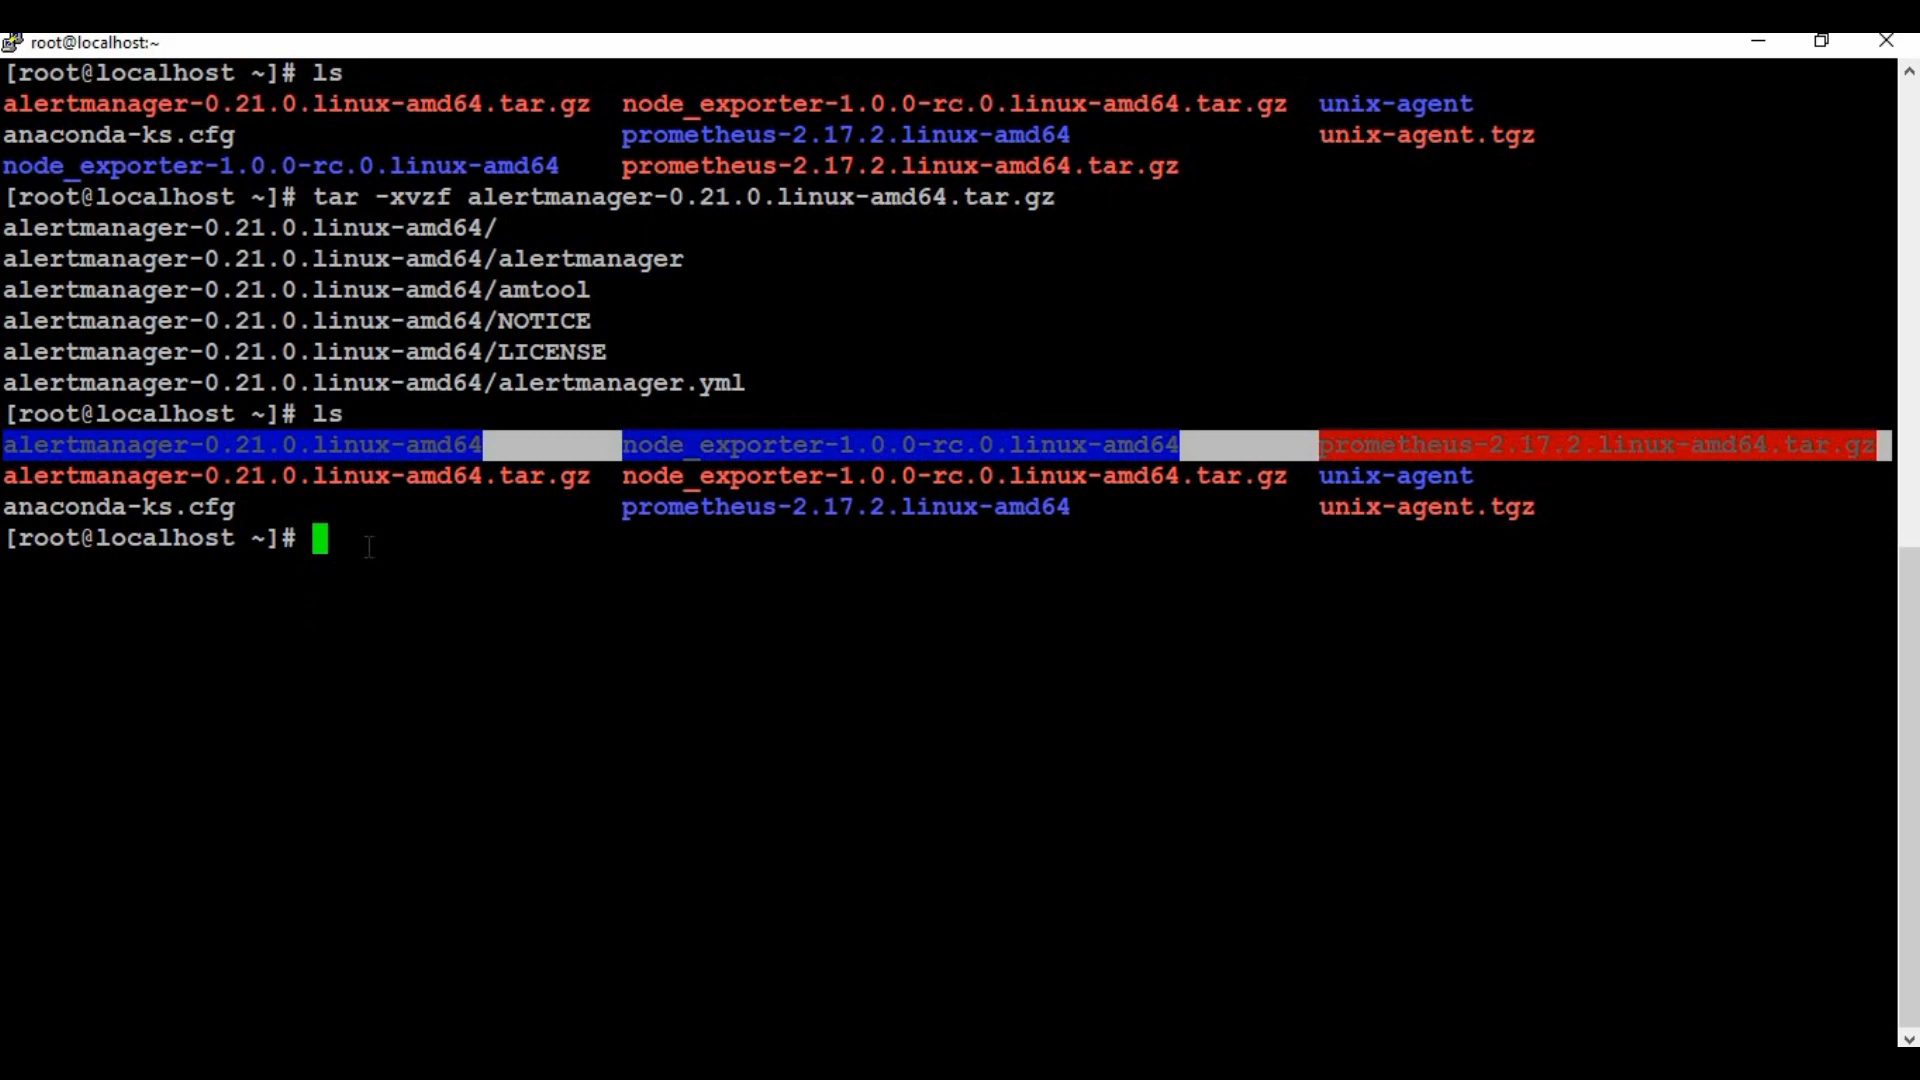 root@localhost:~
[root@localhost ~]# ls
alertmanager-0.21.0.linux-amd64.tar.gz  node_exporter-1.0.0-rc.0.linux-amd64.tar.gz  unix-agent
anaconda-ks.cfg                         prometheus-2.17.2.linux-amd64                unix-agent.tgz
node_exporter-1.0.0-rc.0.linux-amd64    prometheus-2.17.2.linux-amd64.tar.gz
[root@localhost ~]# tar -xvzf alertmanager-0.21.0.linux-amd64.tar.gz
alertmanager-0.21.0.linux-amd64/
alertmanager-0.21.0.linux-amd64/alertmanager
alertmanager-0.21.0.linux-amd64/amtool
alertmanager-0.21.0.linux-amd64/NOTICE
alertmanager-0.21.0.linux-amd64/LICENSE
alertmanager-0.21.0.linux-amd64/alertmanager.yml
[root@localhost ~]# ls
alertmanager-0.21.0.linux-amd64         node_exporter-1.0.0-rc.0.linux-amd64         prometheus-2.17.2.linux-amd64.tar.gz
alertmanager-0.21.0.linux-amd64.tar.gz  node_exporter-1.0.0-rc.0.linux-amd64.tar.gz  unix-agent
anaconda-ks.cfg                         prometheus-2.17.2.linux-amd64                unix-agent.tgz
[root@localhost ~]#